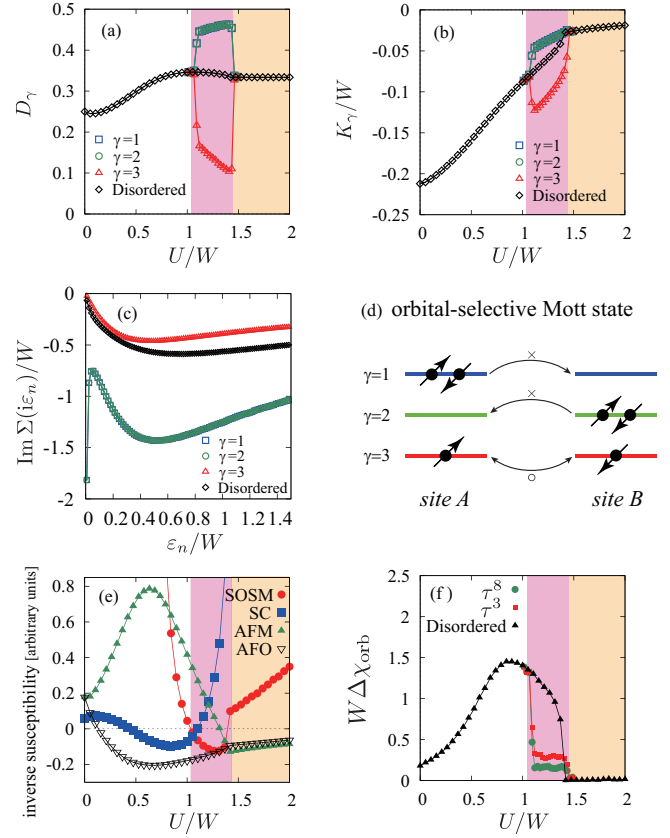 (a)
D_γ
0.5
0.4
0.3
0.2
0.1
0
γ=1
γ=2
γ=3
Disordered
0 0.5 1 1.5 2
U/W
(b)
K_γ/W
0
-0.05
-0.1
-0.15
-0.2
-0.25
γ=1
γ=2
γ=3
Disordered
0 0.5 1 1.5 2
U/W
(c)
Im Σ(iε_n)/W
0
-0.5
-1
-1.5
-2
γ=1
γ=2
γ=3
Disordered
0 0.2 0.4 0.6 0.8 1 1.2 1.4
ε_n/W
(d) orbital-selective Mott state
γ=1
×
γ=2
×
γ=3
○
site A site B
(e)
inverse susceptibility [arbitrary units]
0.8
0.6
0.4
0.2
0
-0.2
SOSM
SC
AFM
AFO
0 0.5 1 1.5 2
U/W
(f)
WΔχ_orb
2.5
2
1.5
1
0.5
0
τ^8
τ^3
Disordered
0 0.5 1 1.5 2
U/W